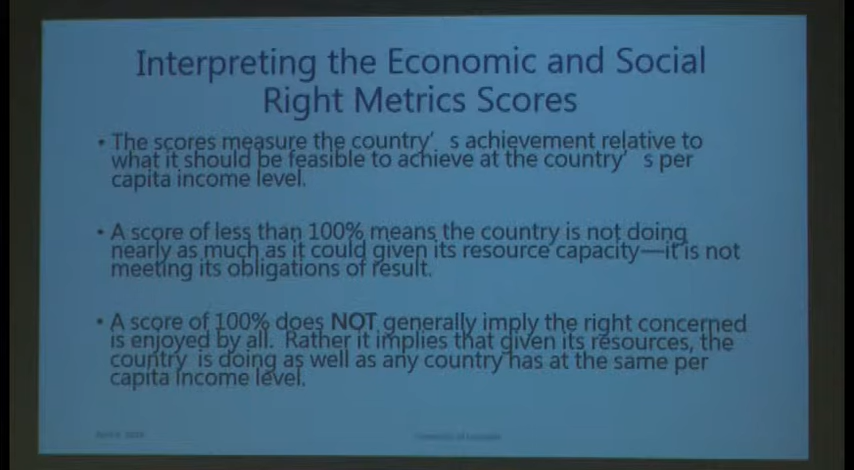 Interpreting the Economic and Social
Right Metrics Scores
• The scores measure the country's achievement relative to
what it should be feasible to achieve at the country's per
capita income level.
• A score of less than 100% means the country is not doing
nearly as much as it could given its resource capacity—it is not
meeting its obligations of result.
• A score of 100% does NOT generally imply the right concerned
is enjoyed by all. Rather it implies that given its resources, the
country is doing as well as any country has at the same per
capita income level.